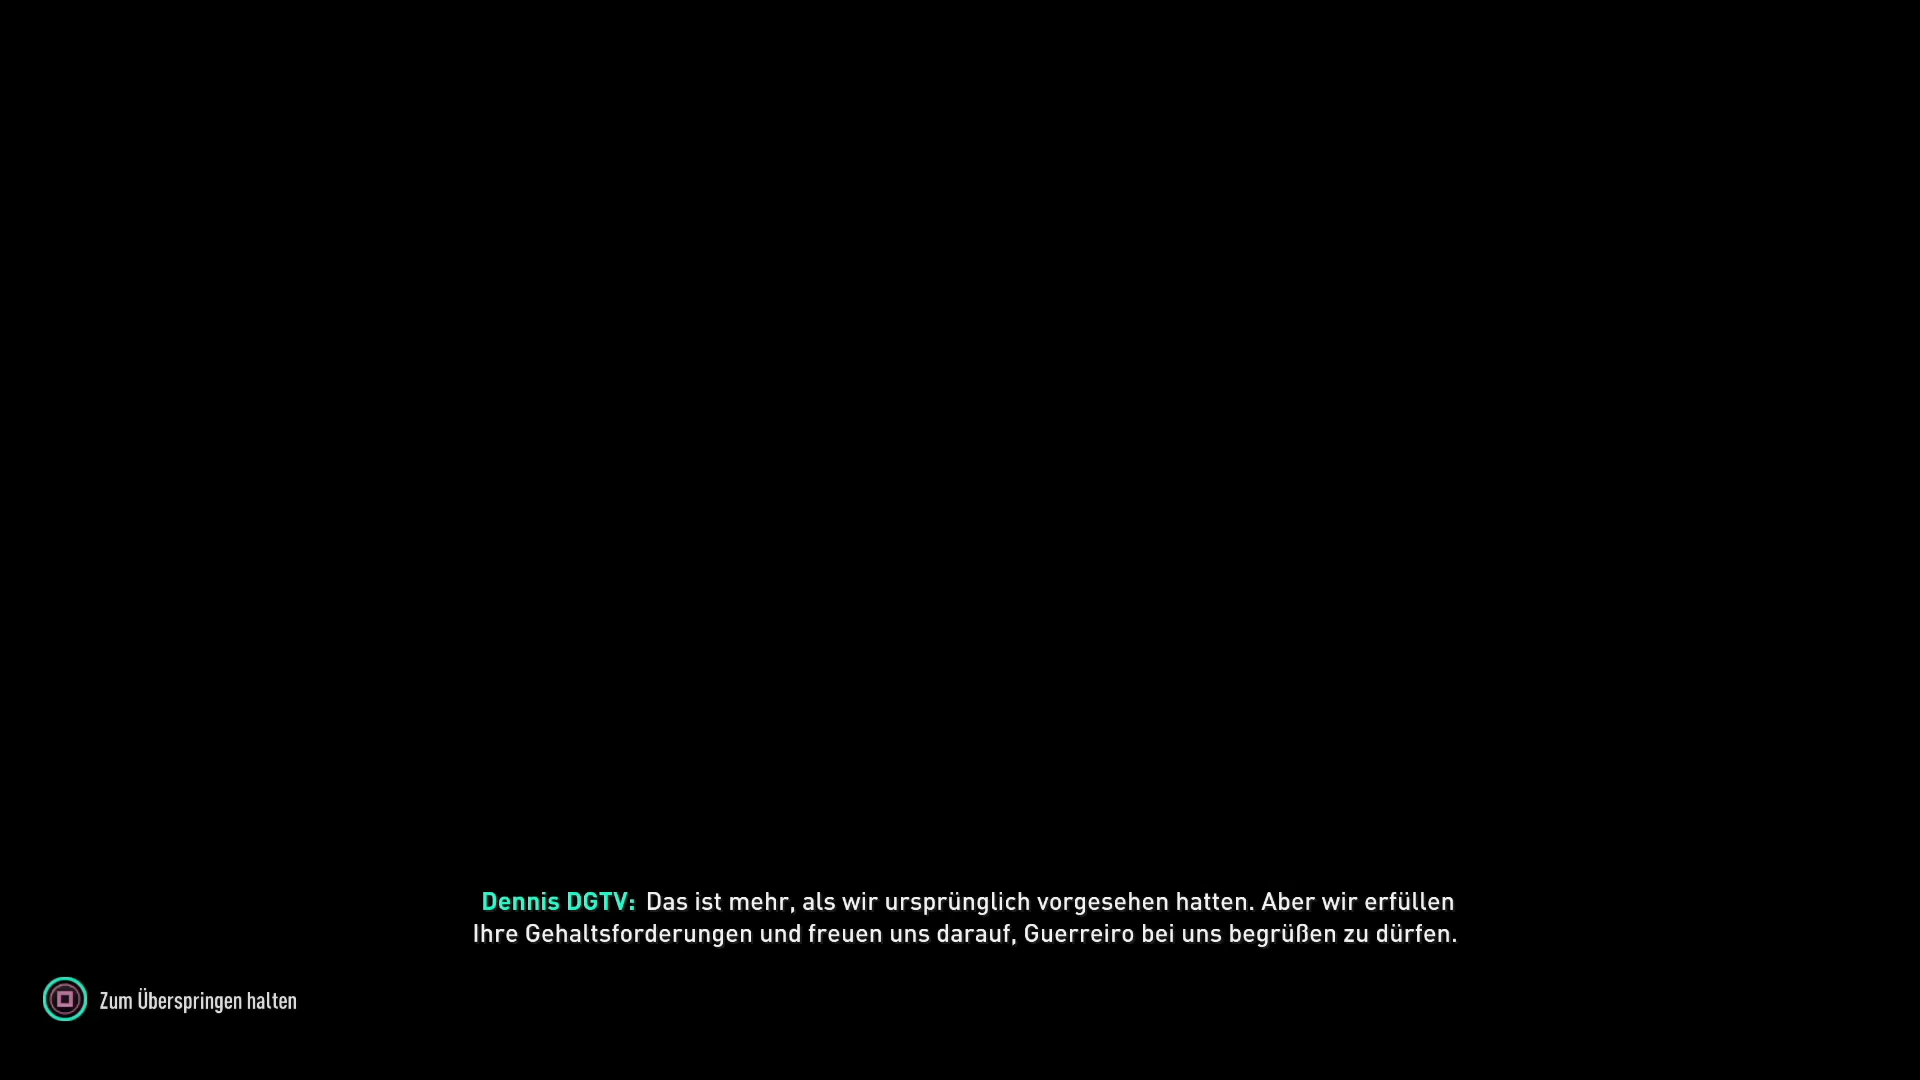 Dennis DGTV: Das ist mehr, als wir ursprünglich vorgesehen hatten. Aber wir erfüllen
Ihre Gehaltsforderungen und freuen uns darauf, Guerreiro bei uns begrüßen zu dürfen.
Zum Überspringen halten